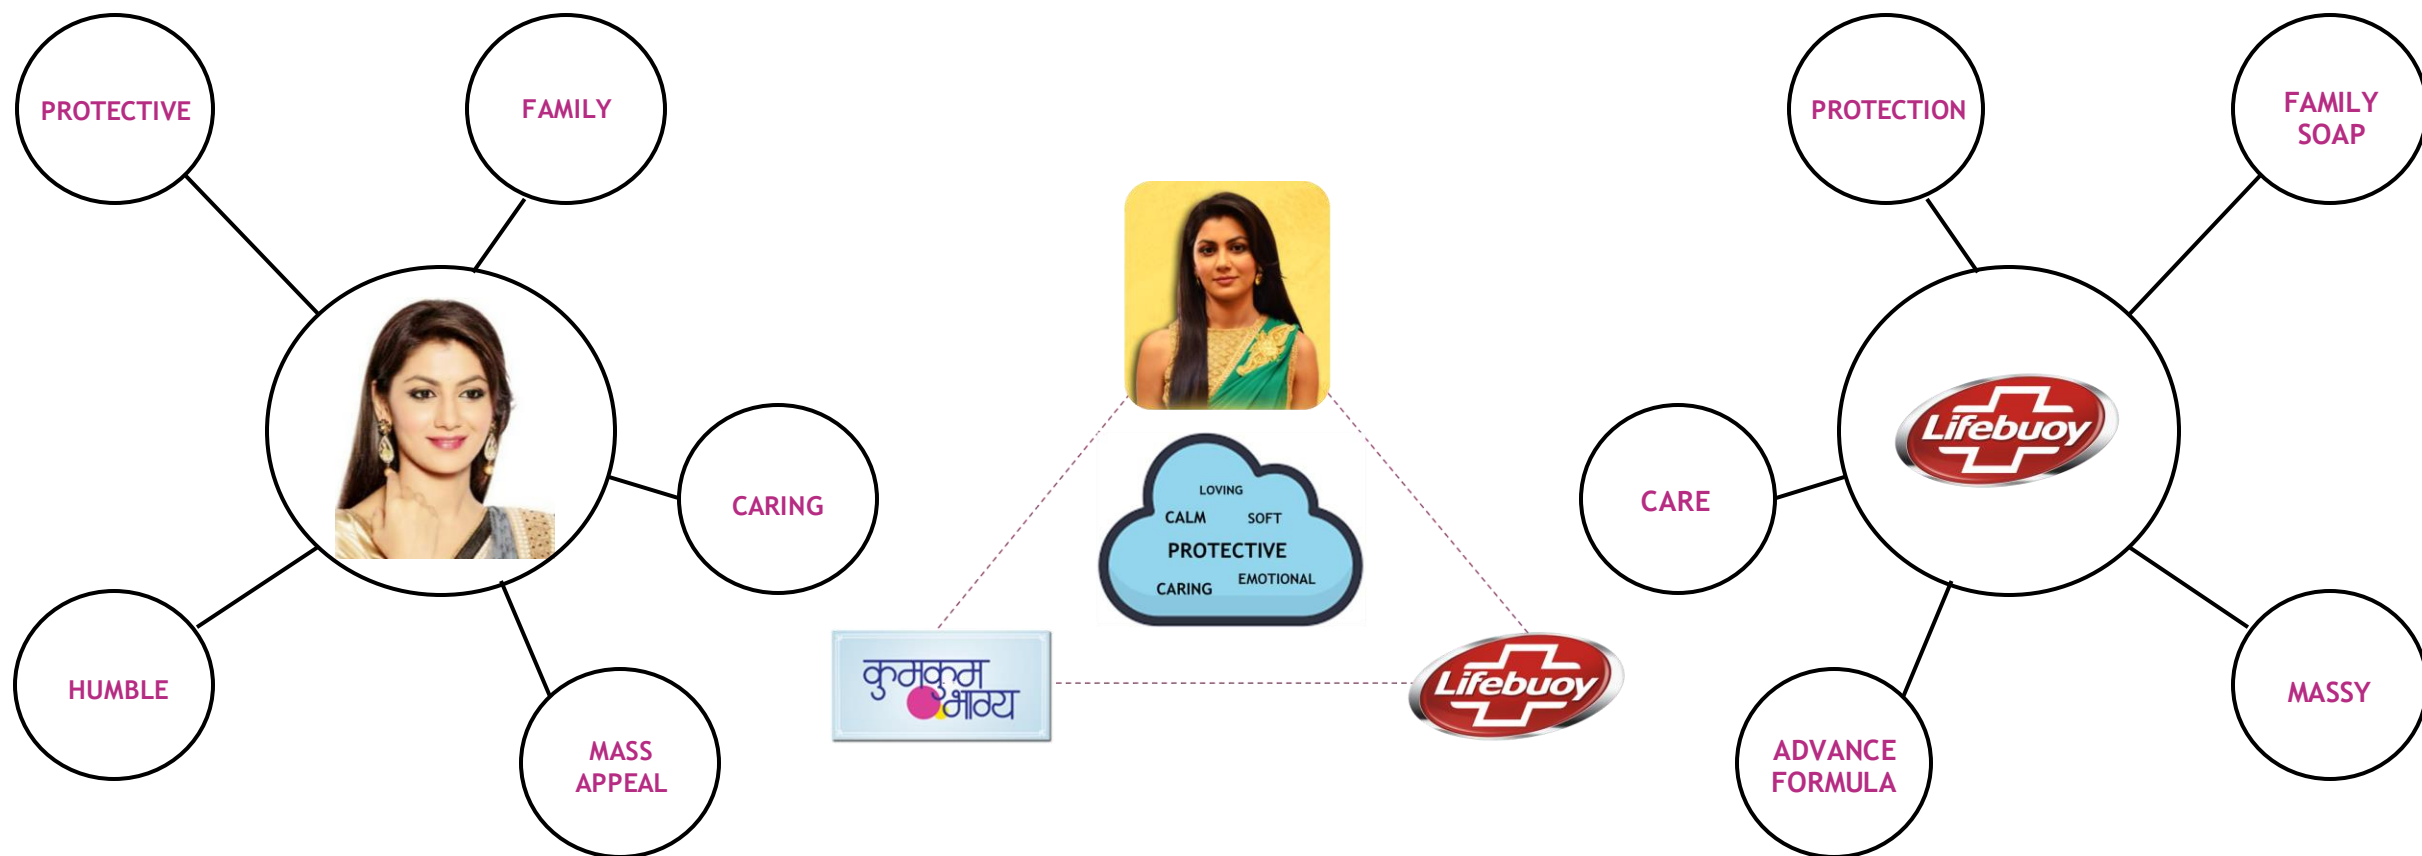 PROTECTIVE
FAMILY
CARING
HUMBLE
MASS
APPEAL
LOVING
CALM
SOFT
PROTECTIVE
CARING
EMOTIONAL
कुमकुम
भाग्य
Lifebuoy
PROTECTION
FAMILY
SOAP
Lifebuoy
CARE
MASSY
ADVANCE
FORMULA